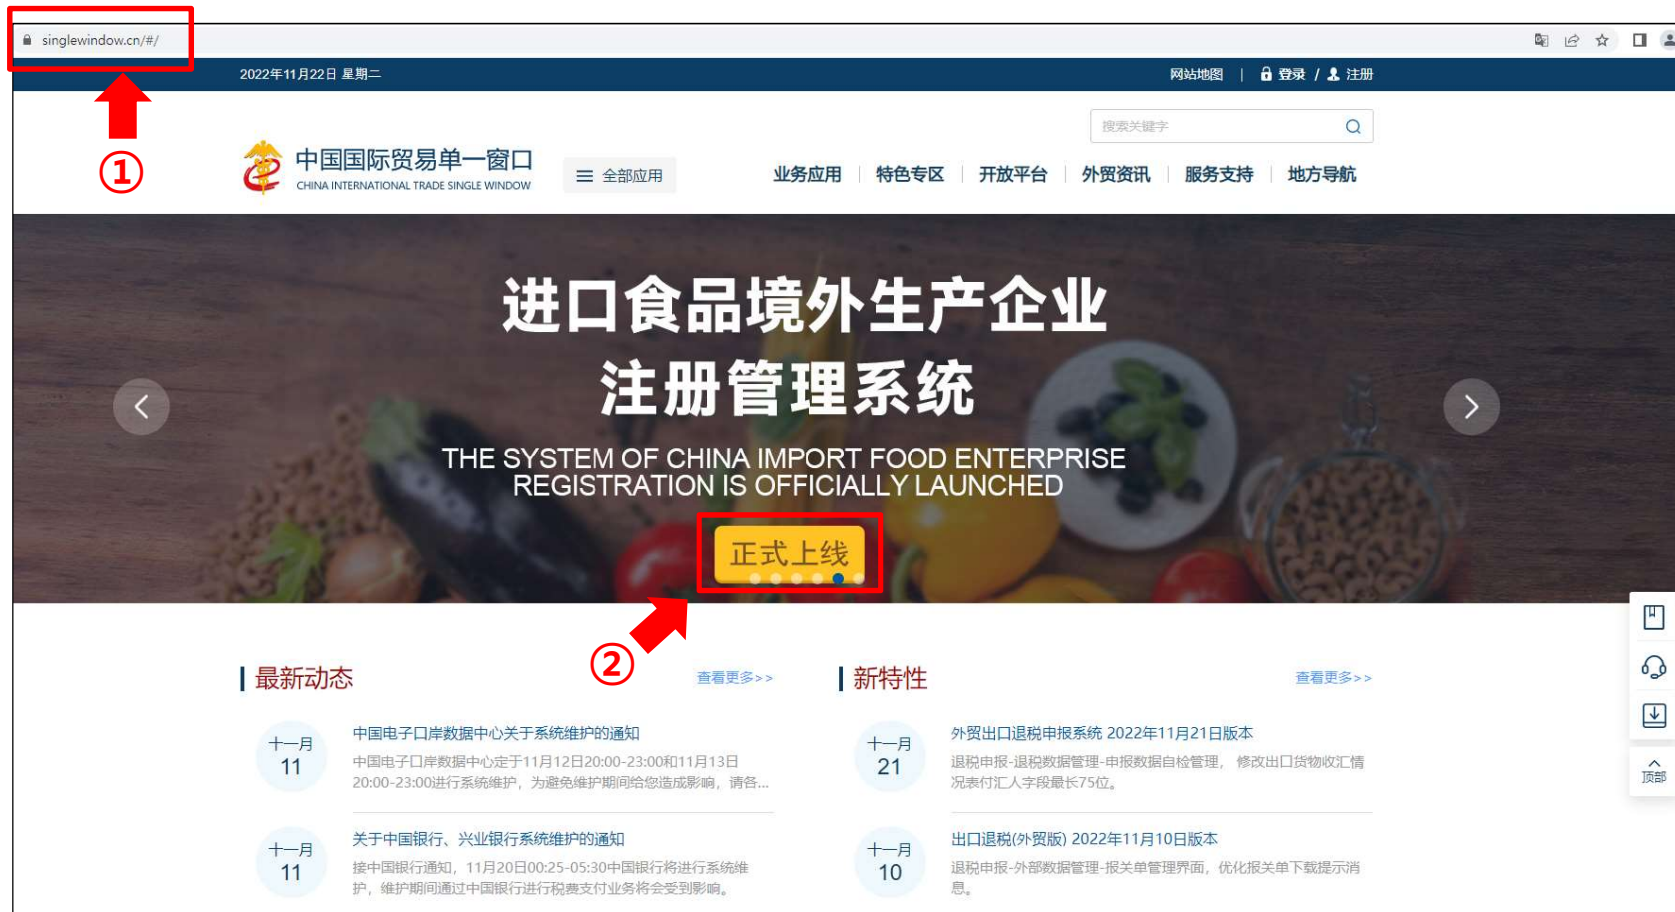 singlewindow.cn/#/
①
2022年11月22日 星期二
网站地图 | 登录 / 注册
搜索关键字
中国国际贸易单一窗口
CHINA INTERNATIONAL TRADE SINGLE WINDOW
全部应用
业务应用 | 特色专区 | 开放平台 | 外贸资讯 | 服务支持 | 地方导航
进口食品境外生产企业
注册管理系统
THE SYSTEM OF CHINA IMPORT FOOD ENTERPRISE
REGISTRATION IS OFFICIALLY LAUNCHED
正式上线
②
最新动态
查看更多>>
十一月
11
中国电子口岸数据中心关于系统维护的通知
中国电子口岸数据中心定于11月12日20:00-23:00和11月13日
20:00-23:00进行系统维护，为避免维护期间给您造成影响，请各...
十一月
11
关于中国银行、兴业银行系统维护的通知
接中国银行通知，11月20日00:25-05:30中国银行将进行系统维
护，维护期间通过中国银行进行税费支付业务将会受到影响。
新特性
查看更多>>
十一月
21
外贸出口退税申报系统 2022年11月21日版本
退税申报-退税数据管理-申报数据自检管理， 修改出口货物收汇情
况表付汇人字段最长75位。
十一月
10
出口退税(外贸版) 2022年11月10日版本
退税申报-外部数据管理-报关单管理界面，优化报关单下载提示消
息。
顶部